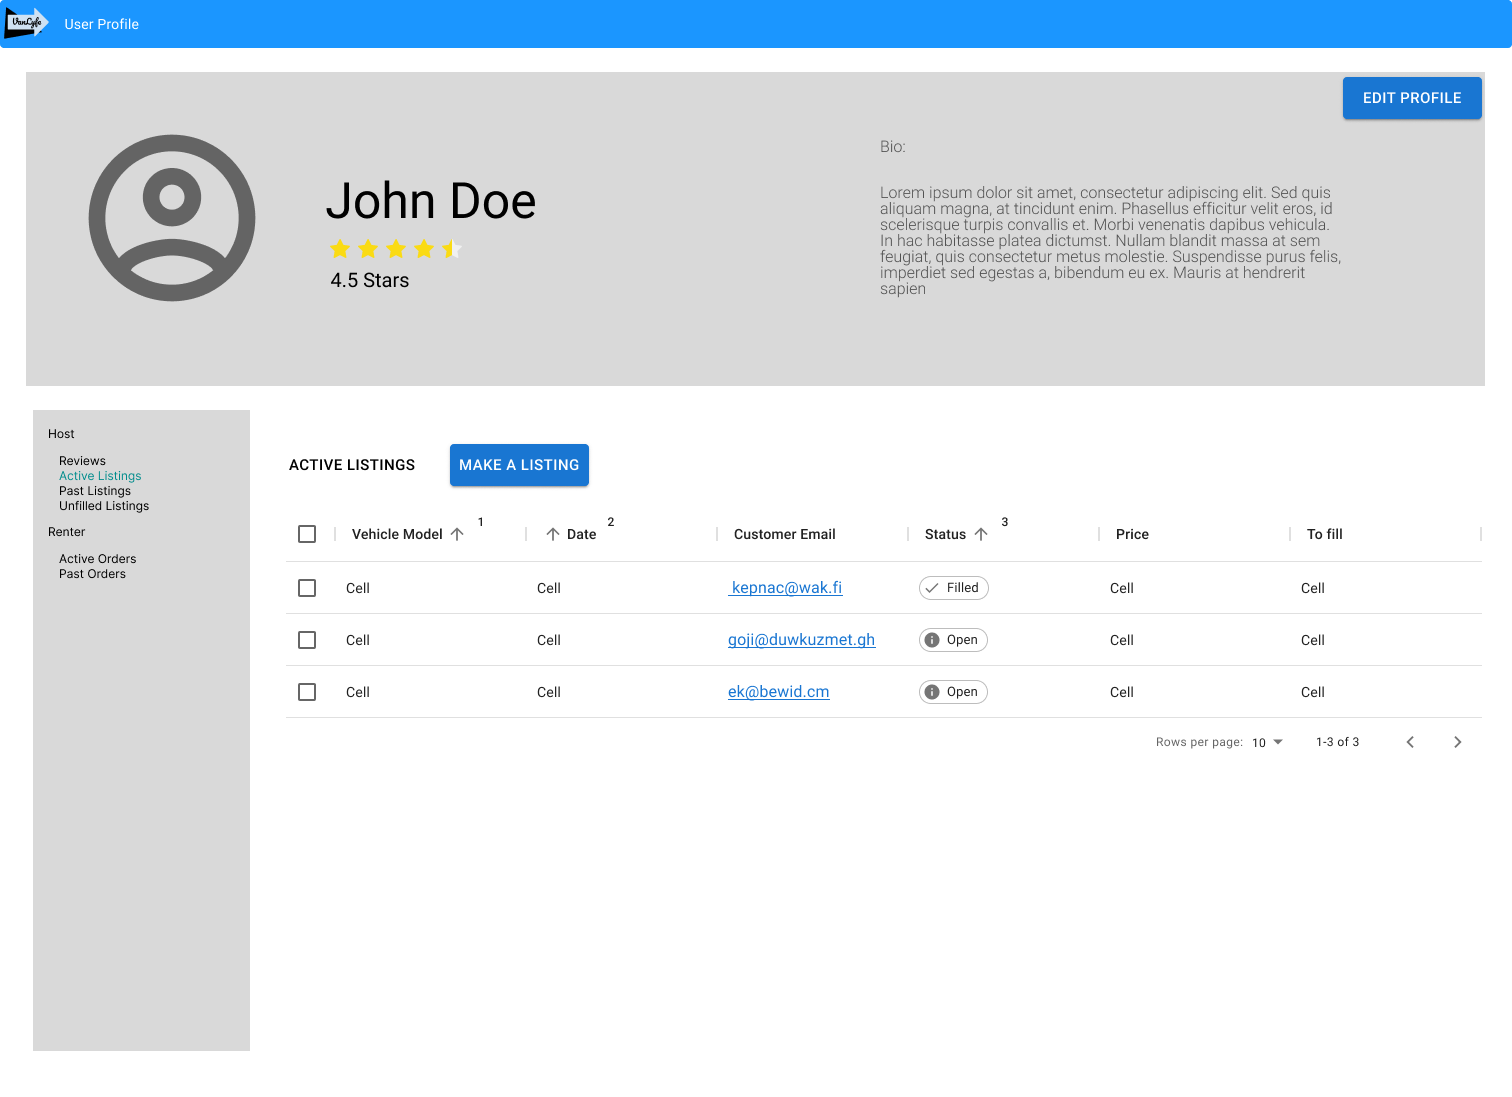 VanCyfe
User Profile
EDIT PROFILE
John Doe
4.5 Stars
Bio:
Lorem ipsum dolor sit amet, consectetur adipiscing elit. Sed quis
aliquam magna, at tincidunt enim. Phasellus efficitur velit eros, id
scelerisque turpis convallis et. Morbi venenatis dapibus vehicula.
In hac habitasse platea dictumst. Nullam blandit massa at sem
feugiat, quis consectetur metus molestie. Suspendisse purus felis,
imperdiet sed egestas a, bibendum eu ex. Mauris at hendrerit
sapien
Host
Reviews
Active Listings
Past Listings
Unfilled Listings
Renter
Active Orders
Past Orders
ACTIVE LISTINGS MAKE A LISTING
Vehicle Model 1 Date 2 Customer Email Status 3 Price To fill
Cell Cell kepnac@wak.fi Filled Cell Cell
Cell Cell goji@duwkuzmet.gh Open Cell Cell
Cell Cell ek@bewid.cm Open Cell Cell
Rows per page: 10 1-3 of 3